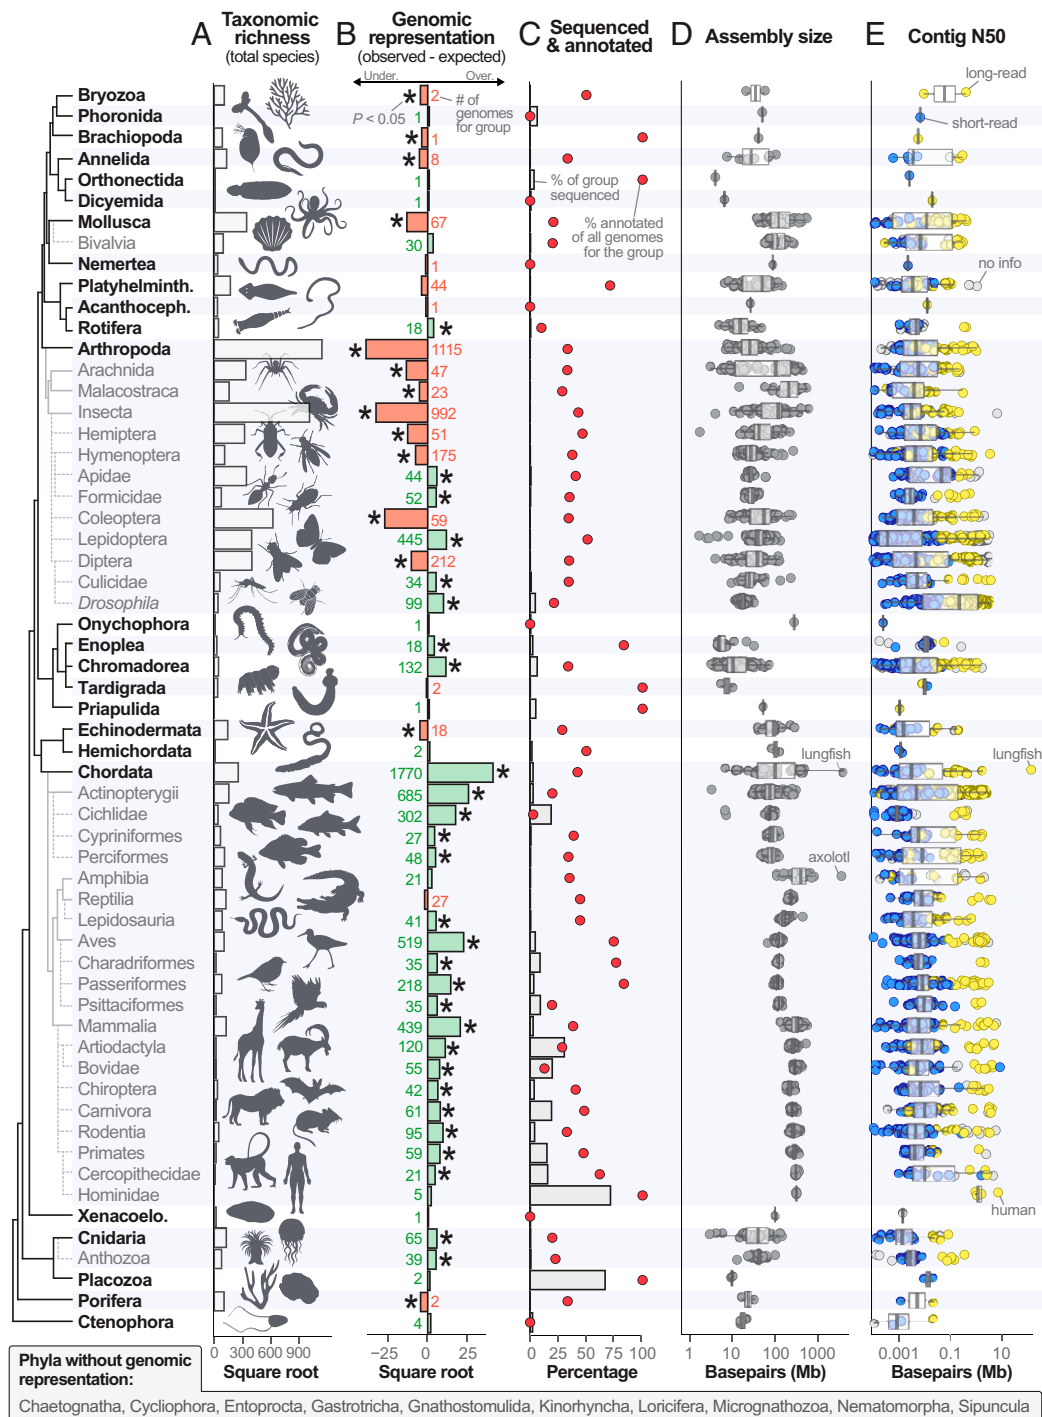 A Taxonomic richness (total species)
B Genomic representation (observed - expected)
C Sequenced & annotated
D Assembly size
E Contig N50
Under. Over.
P < 0.05
# of genomes for group
% of group sequenced
% annotated of all genomes for the group
long-read
short-read
no info
Bryozoa 2
Phoronida 1
Brachiopoda 1
Annelida 8
Orthonectida 1
Dicyemida 1
Mollusca 67
Bivalvia 30
Nemertea 1
Platyhelminth. 44
Acanthoceph. 1
Rotifera 18
Arthropoda 1115
Arachnida 47
Malacostraca 23
Insecta 992
Hemiptera 51
Hymenoptera 175
Apidae 44
Formicidae 52
Coleoptera 59
Lepidoptera 445
Diptera 212
Culicidae 34
Drosophila 99
Onychophora 1
Enoplea 18
Chromadorea 132
Tardigrada 2
Priapulida 1
Echinodermata 18
Hemichordata 2
lungfish lungfish
Chordata 1770
Actinopterygii 685
Cichlidae 302
Cypriniformes 27
Perciformes 48
axolotl
Amphibia 21
Reptilia 27
Lepidosauria 41
Aves 519
Charadriformes 35
Passeriformes 218
Psittaciformes 35
Mammalia 439
Artiodactyla 120
Bovidae 55
Chiroptera 42
Carnivora 61
Rodentia 95
Primates 59
Cercopithecidae 21
Hominidae 5
human
Xenacoelo. 1
Cnidaria 65
Anthozoa 39
Placozoa 2
Porifera 2
Ctenophora 4
0 300 600 900
−25 0 25
0 25 50 75 100
1 10 100 1000
0.001 0.1 10
Square root
Square root
Percentage
Basepairs (Mb)
Basepairs (Mb)
Phyla without genomic
representation:
Chaetognatha, Cycliophora, Entoprocta, Gastrotricha, Gnathostomulida, Kinorhyncha, Loricifera, Micrognathozoa, Nematomorpha, Sipuncula